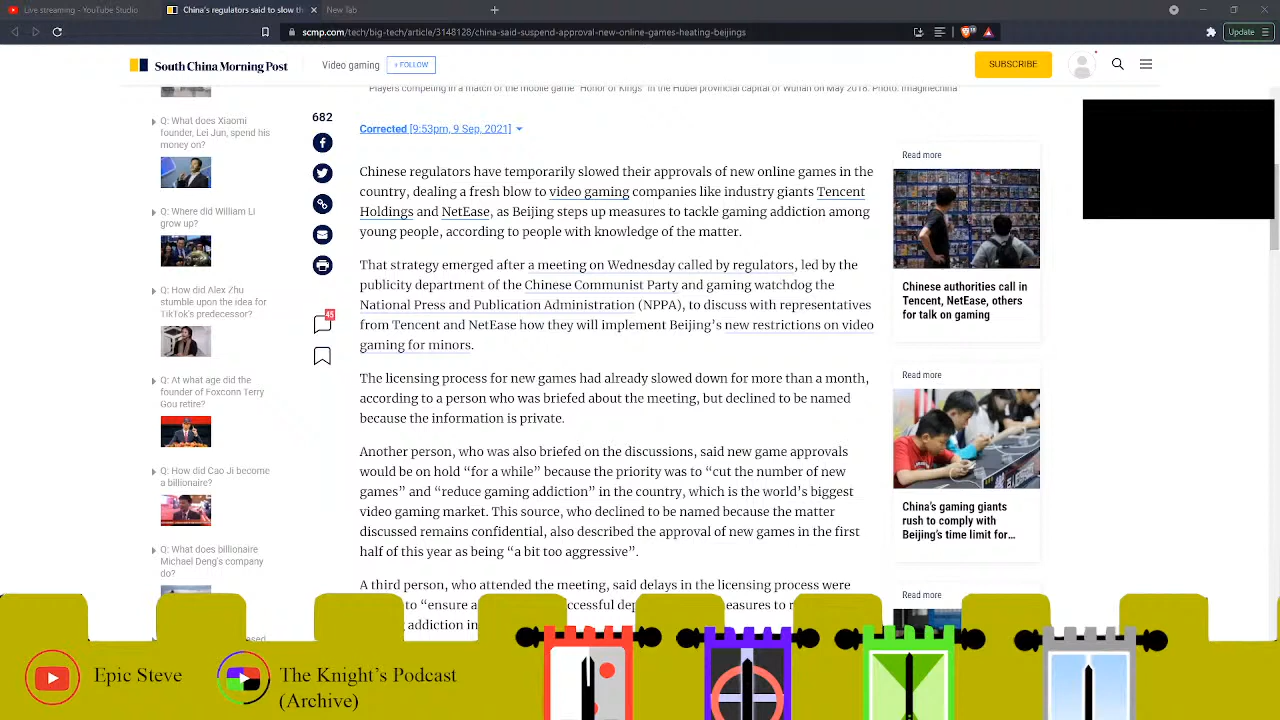 Live streaming - YouTube Studio
China's regulators said to slow th
New Tab
scmp.com/tech/big-tech/article/3148128/china-said-suspend-approval-new-online-games-heating-beijings
Update
South China Morning Post
Video gaming
+ FOLLOW
SUBSCRIBE
Players competing in a match of the mobile game "Honor of Kings" in the Hubei provincial capital of Wuhan on May 2018. Photo: Imaginechina
Q: What does Xiaomi
founder, Lei Jun, spend his
money on?
Q: Where did William Li
grow up?
Q: How did Alex Zhu
stumble upon the idea for
TikTok's predecessor?
Q: At what age did the
founder of Foxconn Terry
Gou retire?
Q: How did Cao Ji become
a billionaire?
Q: What does billionaire
Michael Deng's company
do?
682
45
Corrected [9:53pm, 9 Sep, 2021]
Chinese regulators have temporarily slowed their approvals of new online games in the
country, dealing a fresh blow to video gaming companies like industry giants Tencent
Holdings and NetEase, as Beijing steps up measures to tackle gaming addiction among
young people, according to people with knowledge of the matter.
That strategy emerged after a meeting on Wednesday called by regulators, led by the
publicity department of the Chinese Communist Party and gaming watchdog the
National Press and Publication Administration (NPPA), to discuss with representatives
from Tencent and NetEase how they will implement Beijing's new restrictions on video
gaming for minors.
The licensing process for new games had already slowed down for more than a month,
according to a person who was briefed about the meeting, but declined to be named
because the information is private.
Another person, who was also briefed on the discussions, said new game approvals
would be on hold "for a while" because the priority was to "cut the number of new
games" and "reduce gaming addiction" in the country, which is the world's biggest
video gaming market. This source, who declined to be named because the matter
discussed remains confidential, also described the approval of new games in the first
half of this year as being "a bit too aggressive".
A third person, who attended the meeting, said delays in the licensing process were
to "ensure a
addiction in
Read more
Chinese authorities call in
Tencent, NetEase, others
for talk on gaming
Read more
China's gaming giants
rush to comply with
Beijing's time limit for...
Read more
Epic Steve
The Knight's Podcast
(Archive)